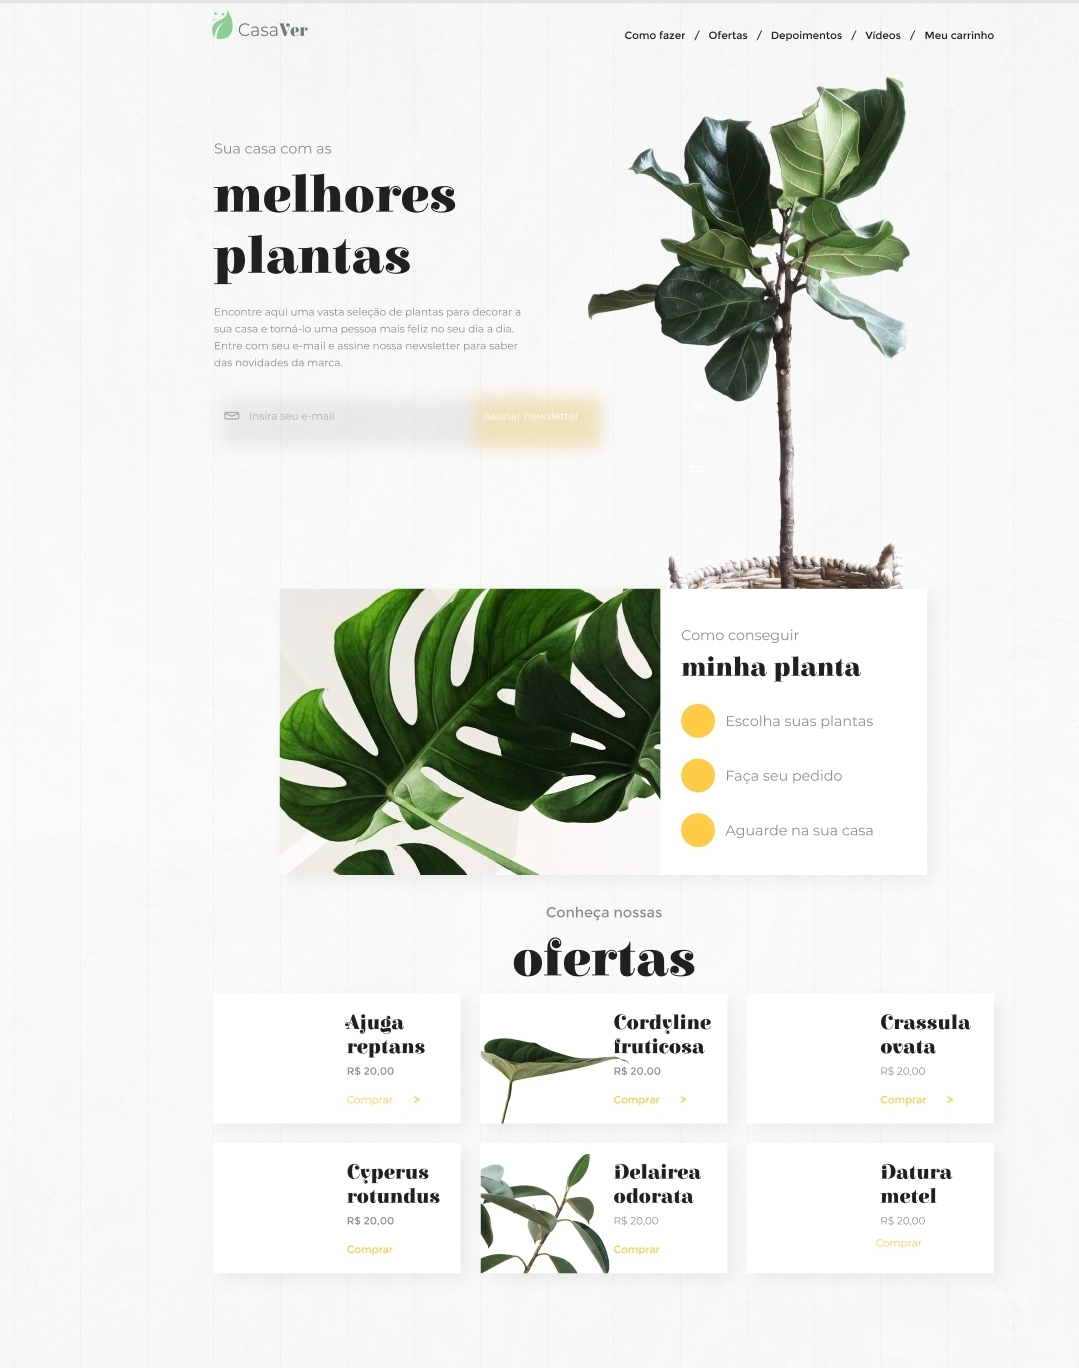 CasaVer
Como fazer / Ofertas / Depoimentos / Vídeos / Meu carrinho
Sua casa com as
melhores
plantas
Encontre aqui uma vasta seleção de plantas para decorar a
sua casa e torná-lo uma pessoa mais feliz no seu dia a dia.
Entre com seu e-mail e assine nossa newsletter para saber
das novidades da marca.
Insira seu e-mail
Assinar newsletter
Como conseguir
minha planta
Escolha suas plantas
Faça seu pedido
Aguarde na sua casa
Conheça nossas
ofertas
Ajuga
reptans
R$ 20,00
Comprar >
Cordyline
fruticosa
R$ 20,00
Comprar >
Crassula
ovata
R$ 20,00
Comprar >
Cyperus
rotundus
R$ 20,00
Comprar
Delairea
odorata
R$ 20,00
Comprar
Datura
metel
R$ 20,00
Comprar